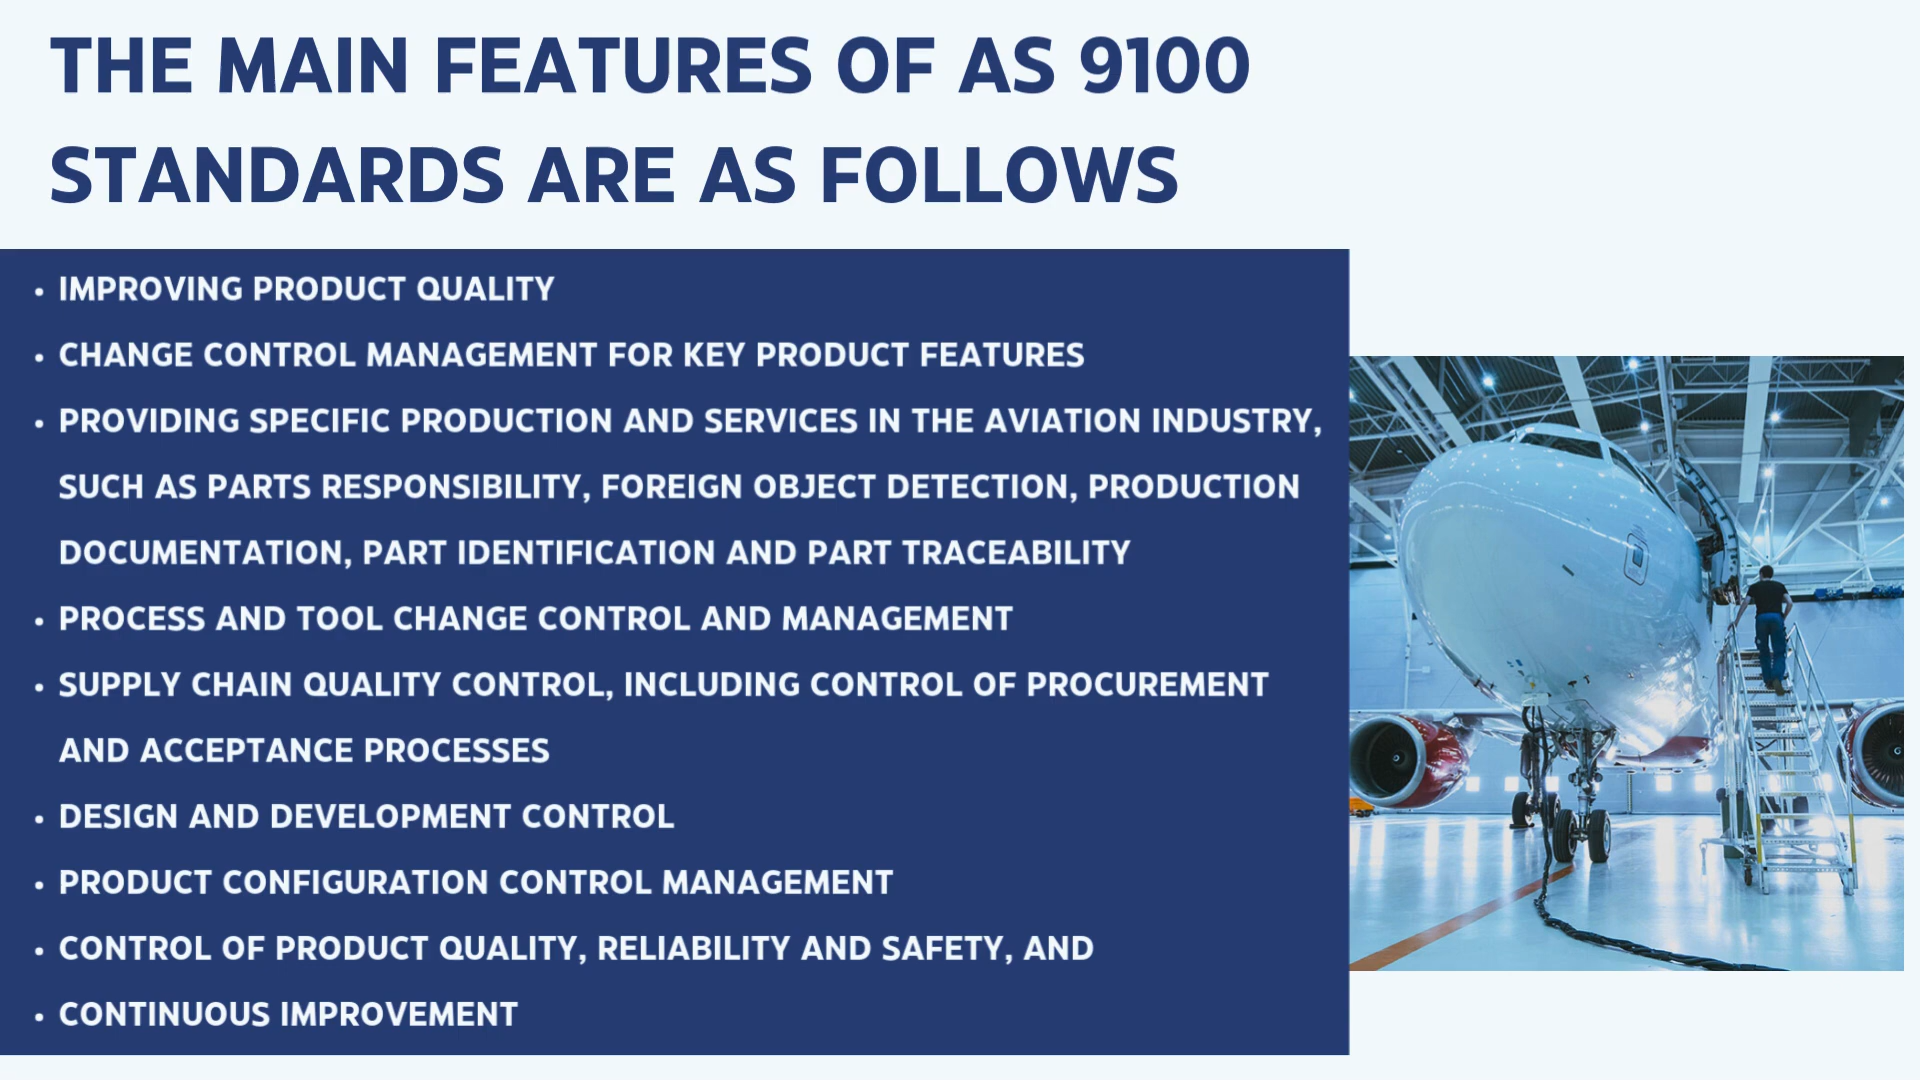 THE MAIN FEATURES OF AS 9100
STANDARDS ARE AS FOLLOWS
• IMPROVING PRODUCT QUALITY
• CHANGE CONTROL MANAGEMENT FOR KEY PRODUCT FEATURES
• PROVIDING SPECIFIC PRODUCTION AND SERVICES IN THE AVIATION INDUSTRY,
SUCH AS PARTS RESPONSIBILITY, FOREIGN OBJECT DETECTION, PRODUCTION
DOCUMENTATION, PART IDENTIFICATION AND PART TRACEABILITY
• PROCESS AND TOOL CHANGE CONTROL AND MANAGEMENT
• SUPPLY CHAIN QUALITY CONTROL, INCLUDING CONTROL OF PROCUREMENT
AND ACCEPTANCE PROCESSES
• DESIGN AND DEVELOPMENT CONTROL
• PRODUCT CONFIGURATION CONTROL MANAGEMENT
• CONTROL OF PRODUCT QUALITY, RELIABILITY AND SAFETY, AND
• CONTINUOUS IMPROVEMENT